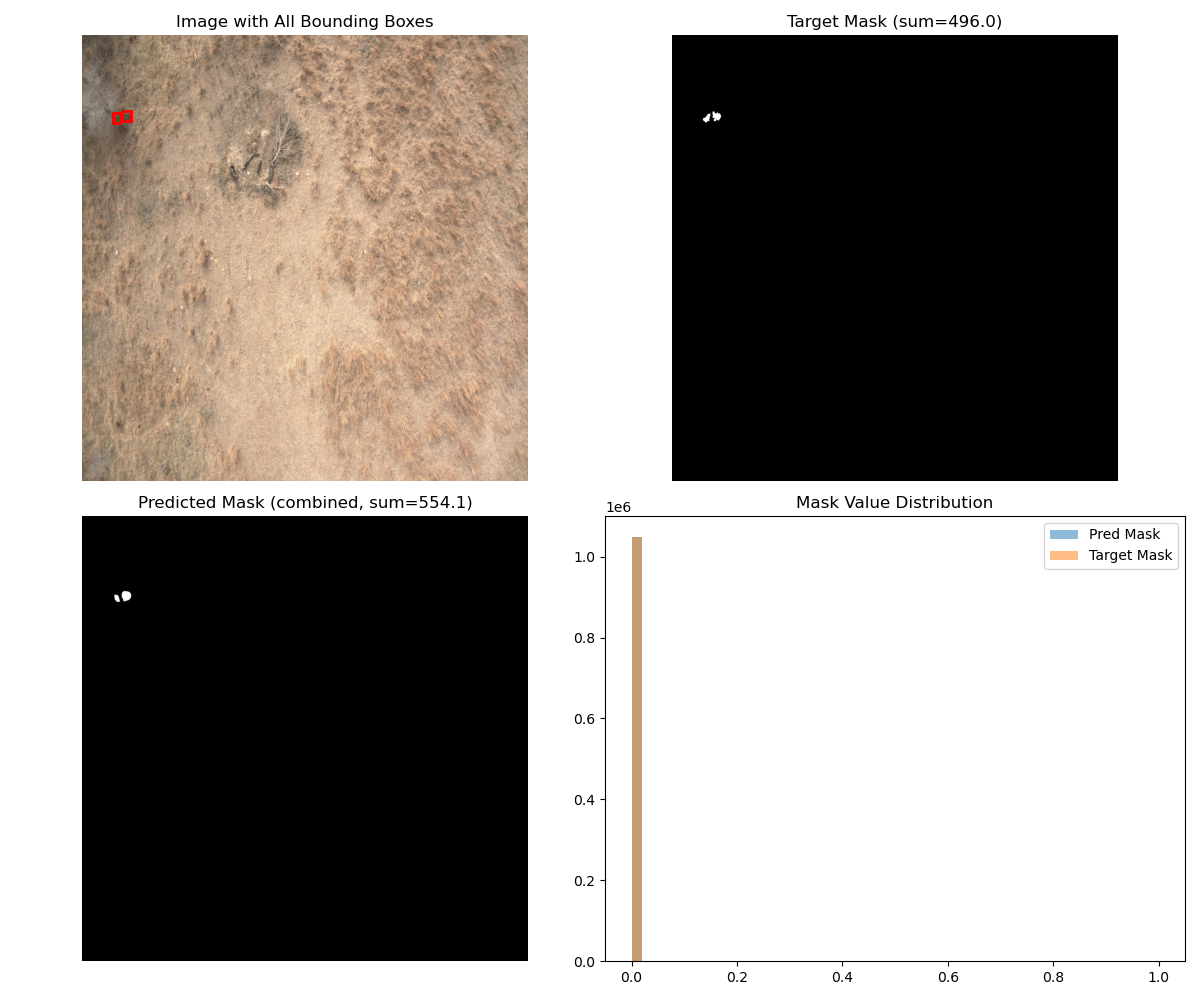 Image with All Bounding Boxes
Target Mask (sum=496.0)
Predicted Mask (combined, sum=554.1)
Mask Value Distribution
1e6
Pred Mask
Target Mask
1.0
0.8
0.6
0.4
0.2
0.0
0.0 0.2 0.4 0.6 0.8 1.0